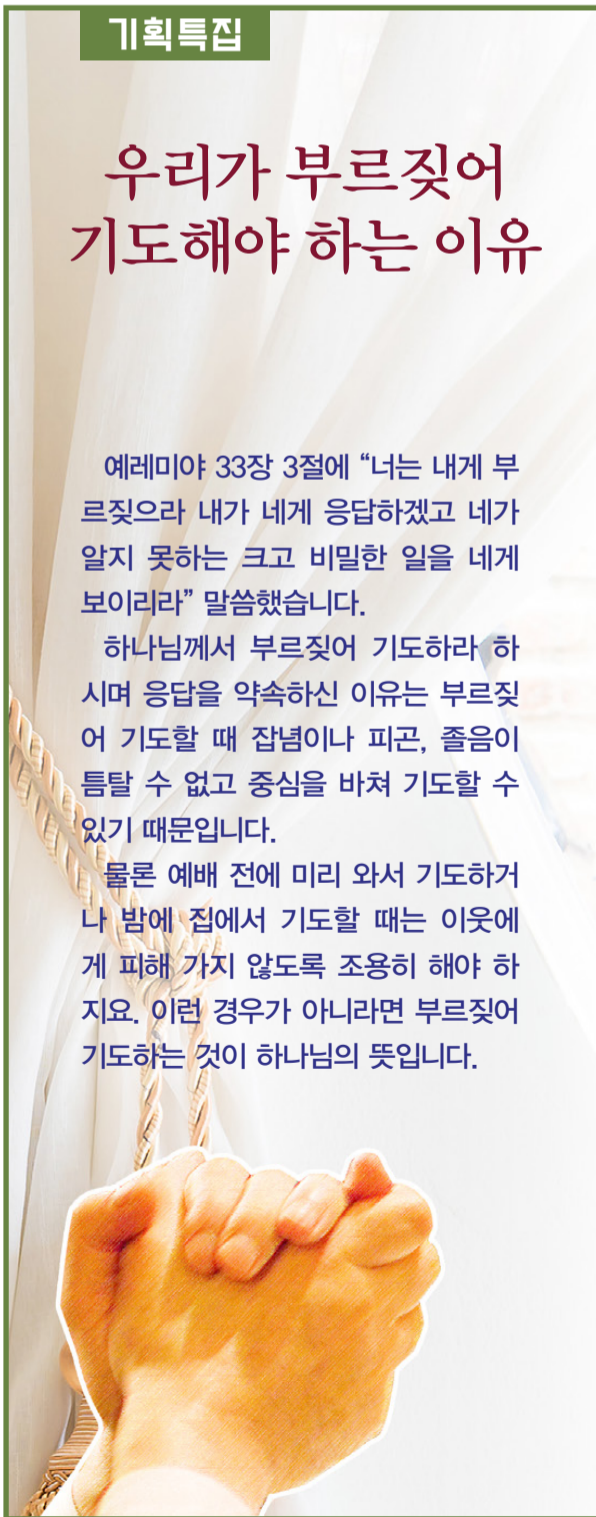 기획특집
우리가 부르짖어
기도해야 하는 이유
예레미야 33장 3절에 “너는 내게 부
르짖으라 내가 네게 응답하겠고 네가
알지 못하는 크고 비밀한 일을 네게
보이리라” 말씀했습니다.
하나님께서 부르짖어 기도하라 하
시며 응답을 약속하신 이유는 부르짖
어 기도할 때 잡념이나 피곤, 졸음이
틈탈 수 없고 중심을 바쳐 기도할 수
있기 때문입니다.
물론 예배 전에 미리 와서 기도하거
나 밤에 집에서 기도할 때는 이웃에
게 피해 가지 않도록 조용히 해야 하
지요. 이런 경우가 아니라면 부르짖어
기도하는 것이 하나님의 뜻입니다.